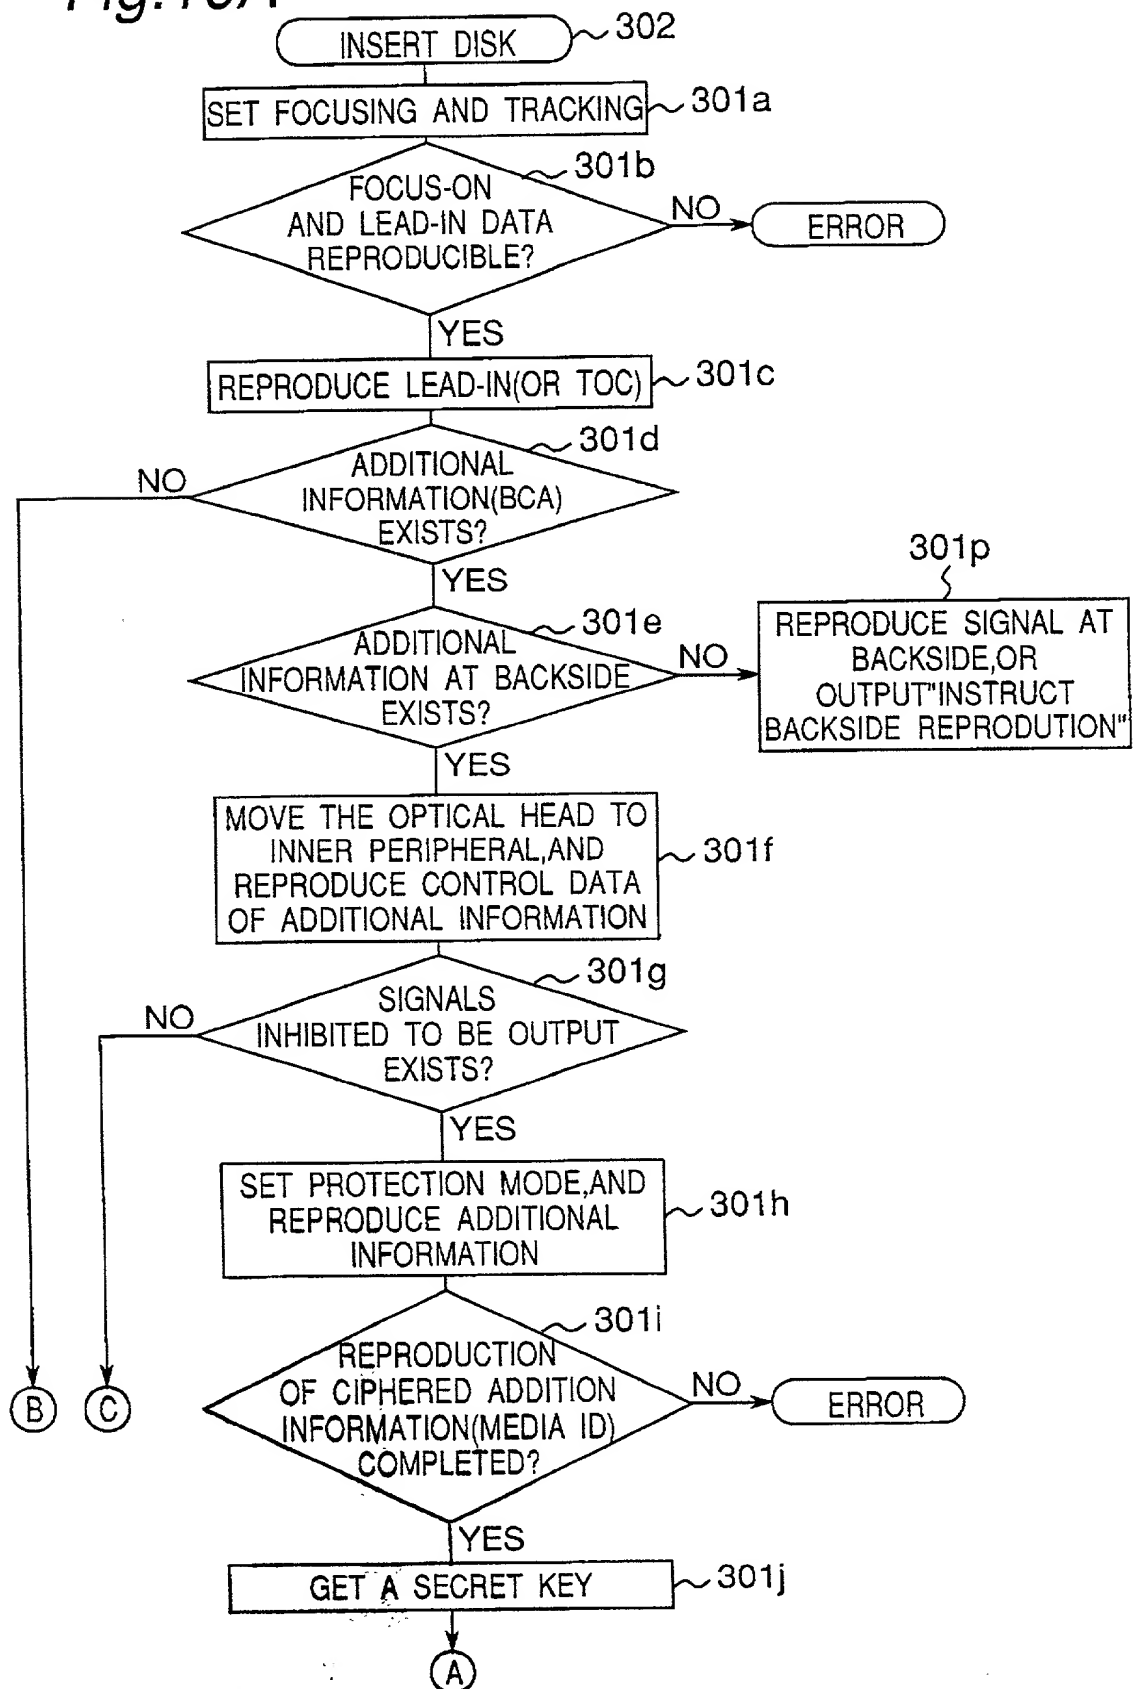 INSERT DISK
302
SET FOCUSING AND TRACKING
301a
301b
FOCUS-ON
AND LEAD-IN DATA
REPRODUCIBLE?
NO
ERROR
YES
REPRODUCE LEAD-IN(OR TOC)
301c
301d
ADDITIONAL
INFORMATION(BCA)
EXISTS?
NO
YES
301e
ADDITIONAL
INFORMATION AT BACKSIDE
EXISTS?
NO
301p
REPRODUCE SIGNAL AT
BACKSIDE,OR
OUTPUT"INSTRUCT
BACKSIDE REPRODUTION"
YES
MOVE THE OPTICAL HEAD TO
INNER PERIPHERAL,AND
REPRODUCE CONTROL DATA
OF ADDITIONAL INFORMATION
301f
301g
SIGNALS
INHIBITED TO BE OUTPUT
EXISTS?
NO
YES
SET PROTECTION MODE,AND
REPRODUCE ADDITIONAL
INFORMATION
301h
301i
REPRODUCTION
OF CIPHERED ADDITION
INFORMATION(MEDIA ID)
COMPLETED?
NO
ERROR
B
C
YES
GET A SECRET KEY
301j
A